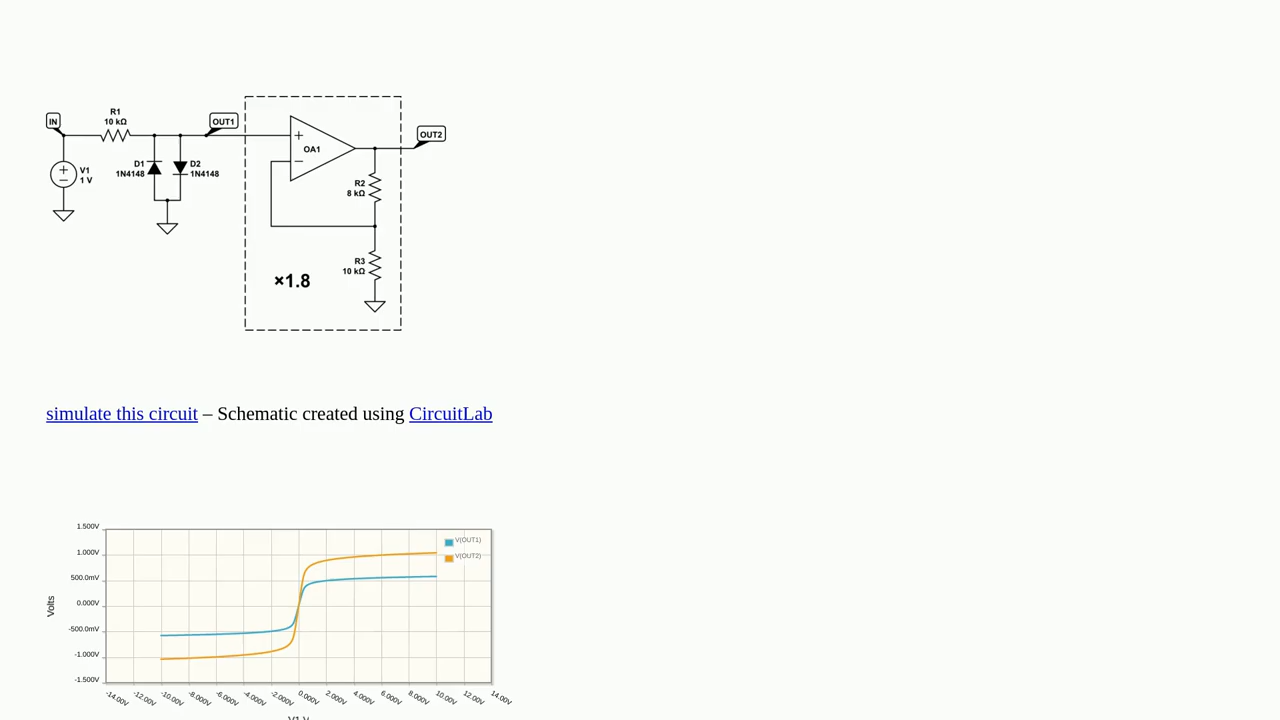 IN
R1
10 kΩ
OUT1
OUT2
V1
1 V
D1
1N4148
D2
1N4148
+
OA1
−
R2
8 kΩ
R3
10 kΩ
×1.8
simulate this circuit – Schematic created using CircuitLab
1.500V
1.000V
500.0mV
0.000V
-500.0mV
-1.000V
-1.500V
Volts
V(OUT1)
V(OUT2)
-14.00V -12.00V -10.00V -8.000V -6.000V -4.000V -2.000V 0.000V 2.000V 4.000V 6.000V 8.000V 10.00V 12.00V 14.00V
V1.V